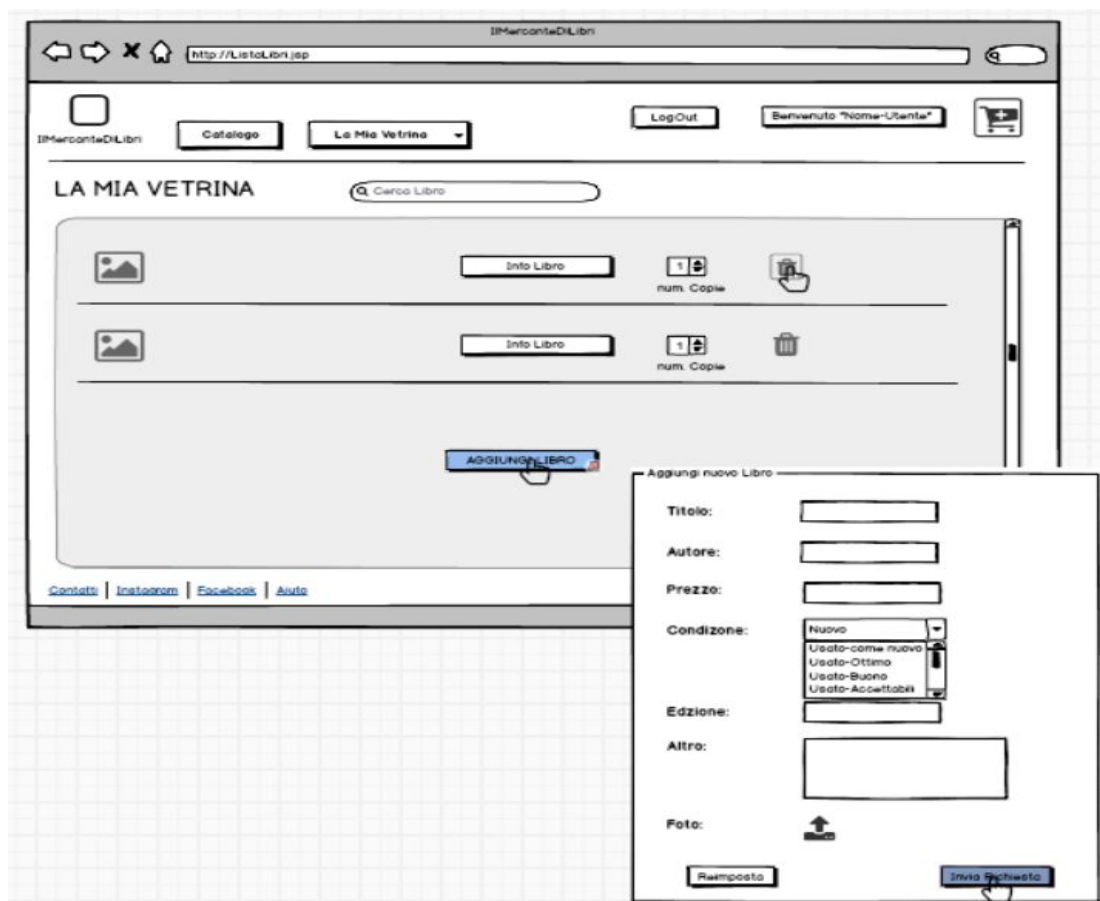 IlMercanteDiLibri
http://ListaLibri.jsp
IlMercanteDiLibri
Catalogo
La Mia Vetrina
LogOut
Benvenuto "Nome-Utente"
LA MIA VETRINA
Cerca Libro
Info Libro
1
num. Copie
Info Libro
1
num. Copie
AGGIUNGI LIBRO
Contatti | Instagram | Facebook | Aiuto
Aggiungi nuovo Libro
Titolo:
Autore:
Prezzo:
Condizone:
Nuovo
Usato-come nuovo
Usato-Ottimo
Usato-Buono
Usato-Accettabili
Edzione:
Altro:
Foto:
Reimposta
Invia Richiesta